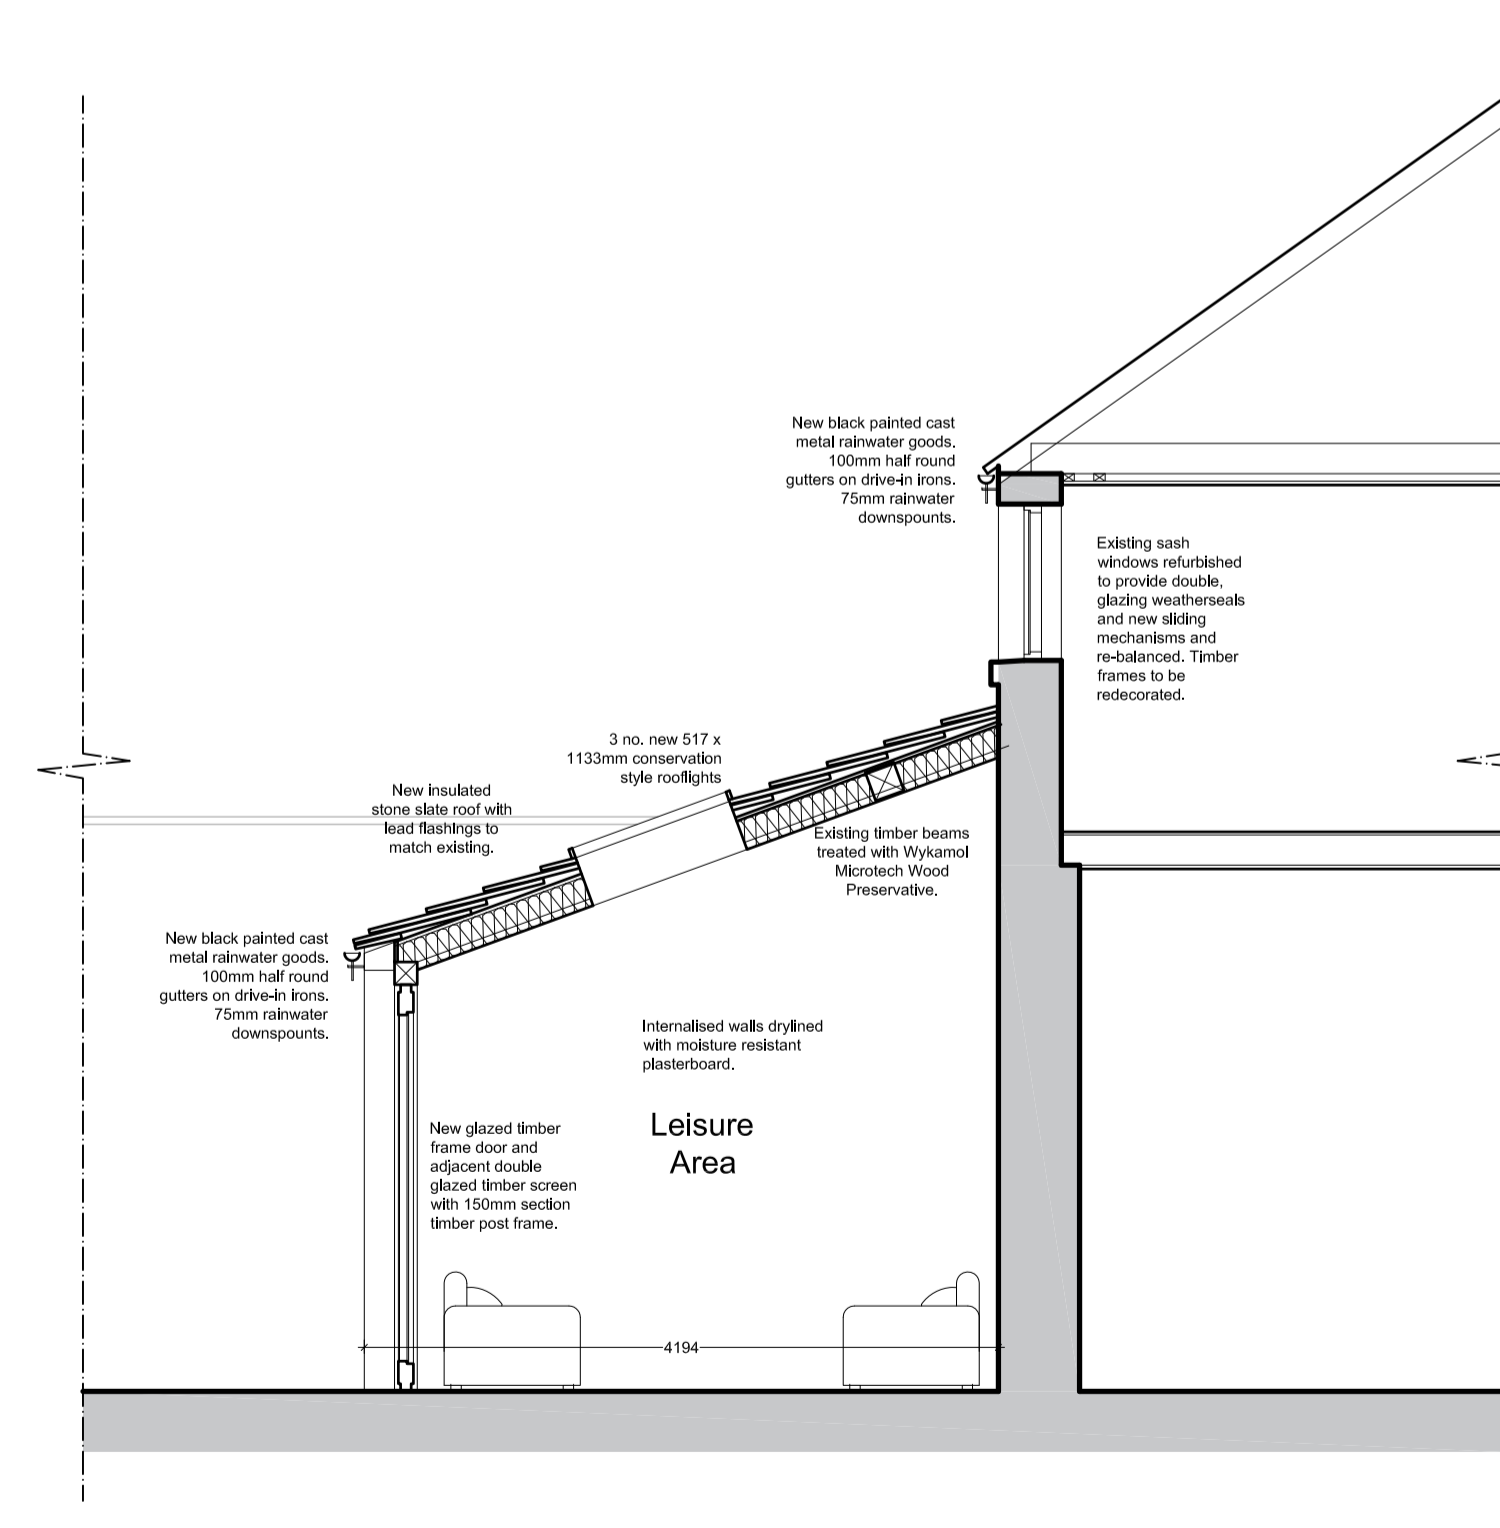 New black painted cast
metal rainwater goods.
100mm half round
gutters on drive-in irons.
75mm rainwater
downspounts.
Existing sash
windows refurbished
to provide double,
glazing weatherseals
and new sliding
mechanisms and
re-balanced. Timber
frames to be
redecorated.
3 no. new 517 x
1133mm conservation
style rooflights
New insulated
stone slate roof with
lead flashings to
match existing.
Existing timber beams
treated with Wykamol
Microtech Wood
Preservative.
New black painted cast
metal rainwater goods.
100mm half round
gutters on drive-in irons.
75mm rainwater
downspounts.
Internalised walls drylined
with moisture resistant
plasterboard.
Leisure
Area
New glazed timber
frame door and
adjacent double
glazed timber screen
with 150mm section
timber post frame.
4194